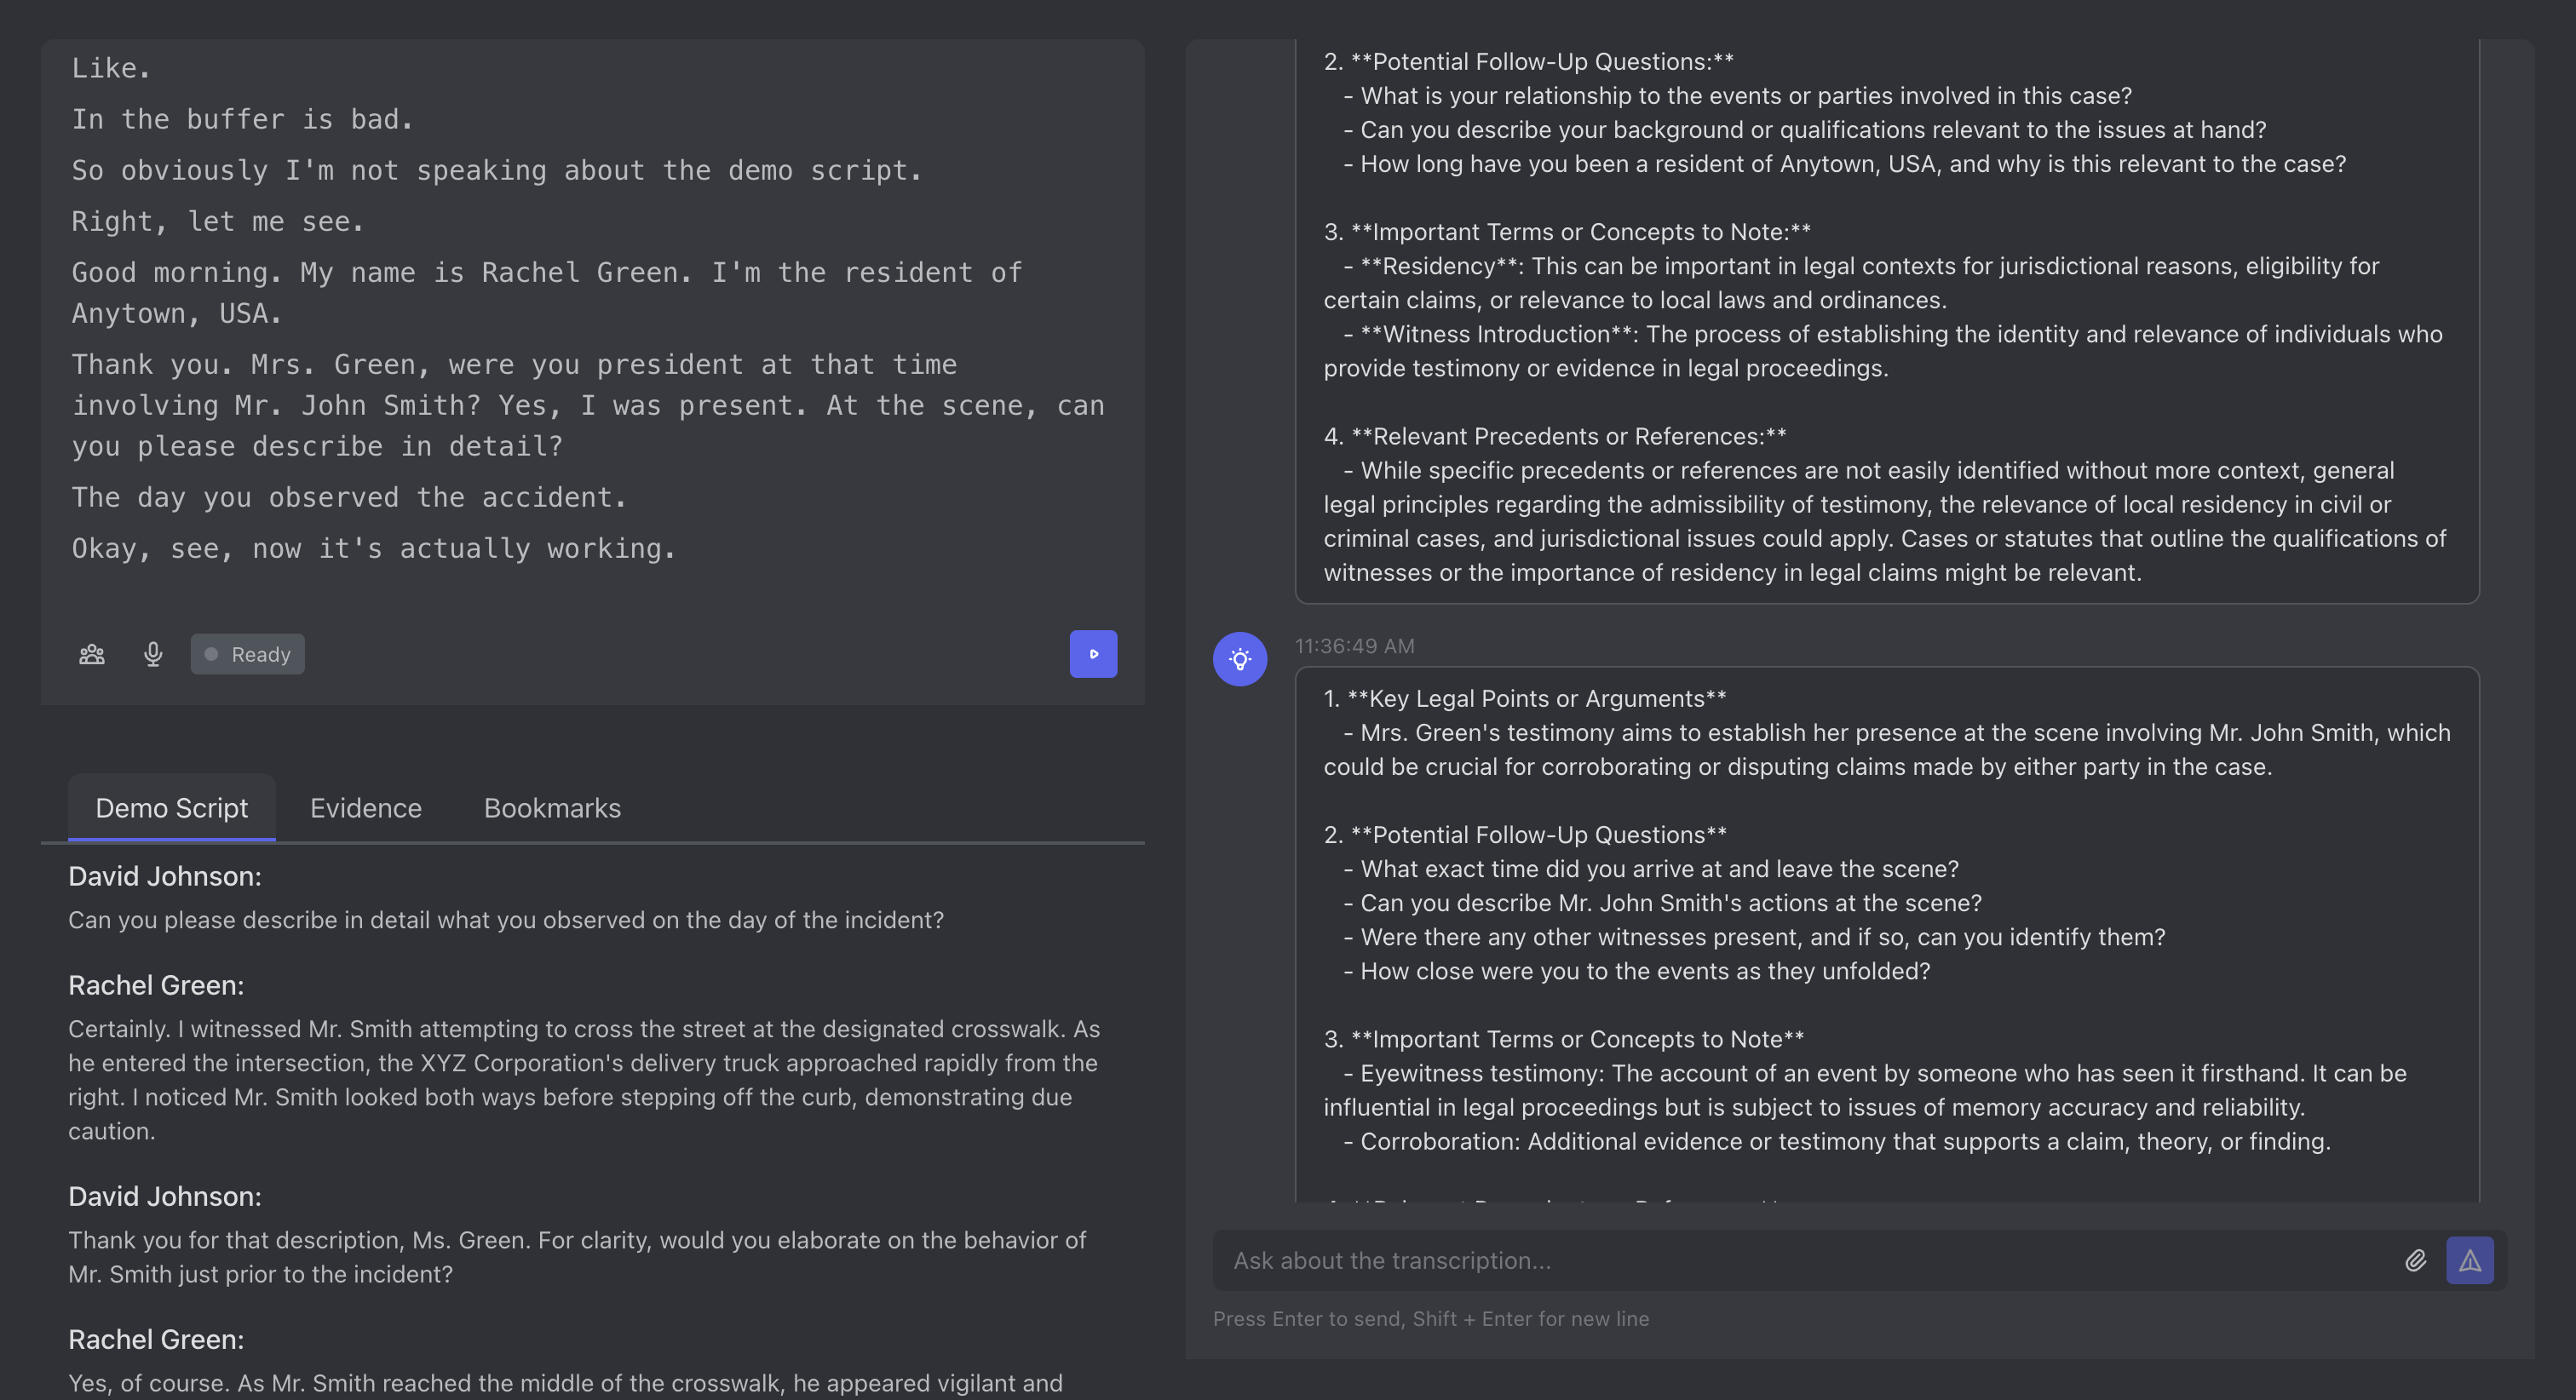 Like.
In the buffer is bad.
So obviously I'm not speaking about the demo script.
Right, let me see.
Good morning. My name is Rachel Green. I'm the resident of
Anytown, USA.
Thank you. Mrs. Green, were you president at that time
involving Mr. John Smith? Yes, I was present. At the scene, can
you please describe in detail?
The day you observed the accident.
Okay, see, now it's actually working.
Ready
Demo Script
Evidence
Bookmarks
David Johnson:
Can you please describe in detail what you observed on the day of the incident?
Rachel Green:
Certainly. I witnessed Mr. Smith attempting to cross the street at the designated crosswalk. As
he entered the intersection, the XYZ Corporation's delivery truck approached rapidly from the
right. I noticed Mr. Smith looked both ways before stepping off the curb, demonstrating due
caution.
David Johnson:
Thank you for that description, Ms. Green. For clarity, would you elaborate on the behavior of
Mr. Smith just prior to the incident?
Rachel Green:
Yes, of course. As Mr. Smith reached the middle of the crosswalk, he appeared vigilant and
2. **Potential Follow-Up Questions:**
- What is your relationship to the events or parties involved in this case?
- Can you describe your background or qualifications relevant to the issues at hand?
- How long have you been a resident of Anytown, USA, and why is this relevant to the case?
3. **Important Terms or Concepts to Note:**
- **Residency**: This can be important in legal contexts for jurisdictional reasons, eligibility for
certain claims, or relevance to local laws and ordinances.
- **Witness Introduction**: The process of establishing the identity and relevance of individuals who
provide testimony or evidence in legal proceedings.
4. **Relevant Precedents or References:**
- While specific precedents or references are not easily identified without more context, general
legal principles regarding the admissibility of testimony, the relevance of local residency in civil or
criminal cases, and jurisdictional issues could apply. Cases or statutes that outline the qualifications of
witnesses or the importance of residency in legal claims might be relevant.
11:36:49 AM
1. **Key Legal Points or Arguments**
- Mrs. Green's testimony aims to establish her presence at the scene involving Mr. John Smith, which
could be crucial for corroborating or disputing claims made by either party in the case.
2. **Potential Follow-Up Questions**
- What exact time did you arrive at and leave the scene?
- Can you describe Mr. John Smith's actions at the scene?
- Were there any other witnesses present, and if so, can you identify them?
- How close were you to the events as they unfolded?
3. **Important Terms or Concepts to Note**
- Eyewitness testimony: The account of an event by someone who has seen it firsthand. It can be
influential in legal proceedings but is subject to issues of memory accuracy and reliability.
- Corroboration: Additional evidence or testimony that supports a claim, theory, or finding.
Ask about the transcription...
Press Enter to send, Shift + Enter for new line